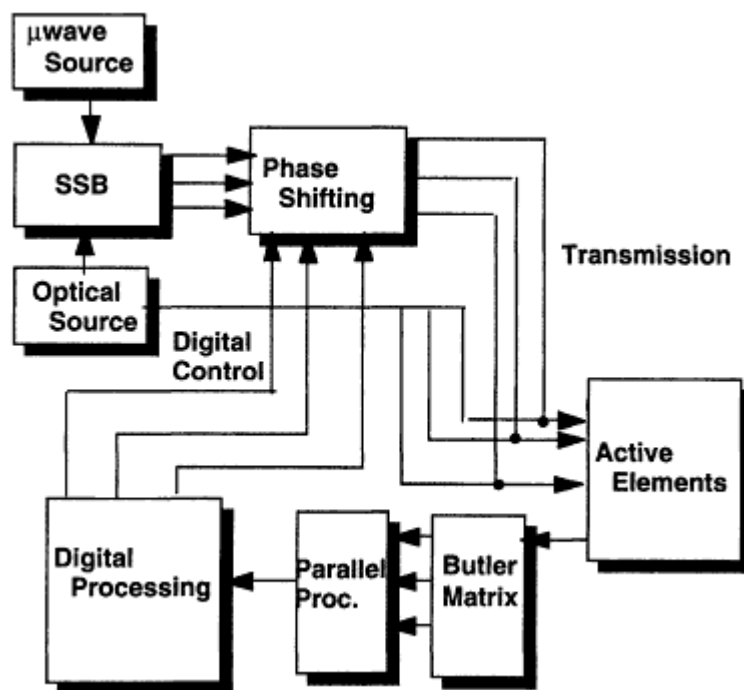 μwave
Source
SSB
Phase
Shifting
Optical
Source
Transmission
Digital
Control
Active
Elements
Digital
Processing
Parallel
Proc.
Butler
Matrix